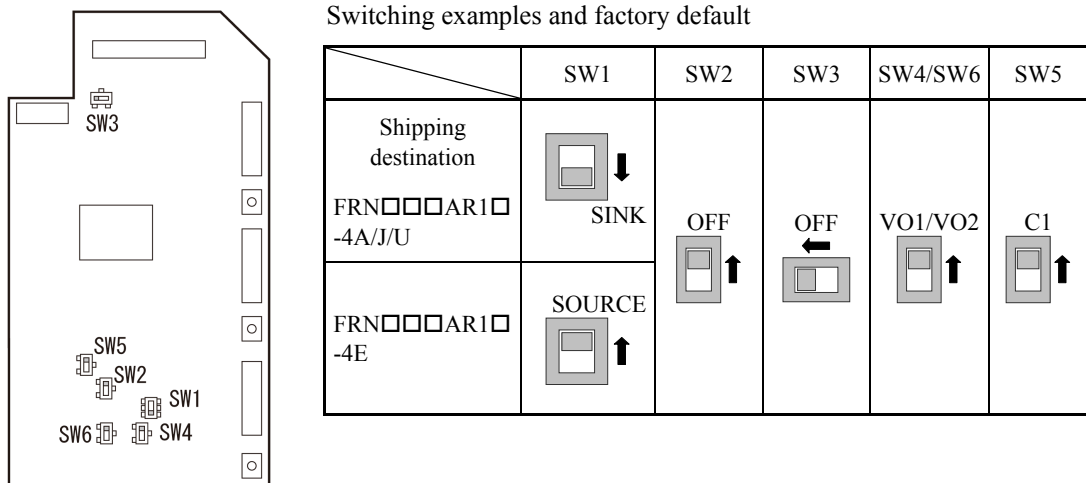 Switching examples and factory default
SW1 SW2 SW3 SW4/SW6 SW5
Shipping
destination
FRN□□□AR1□
-4A/J/U
SINK
OFF
OFF
VO1/VO2
C1
FRN□□□AR1□
-4E
SOURCE
SW3
SW5
SW2
SW1
SW6
SW4